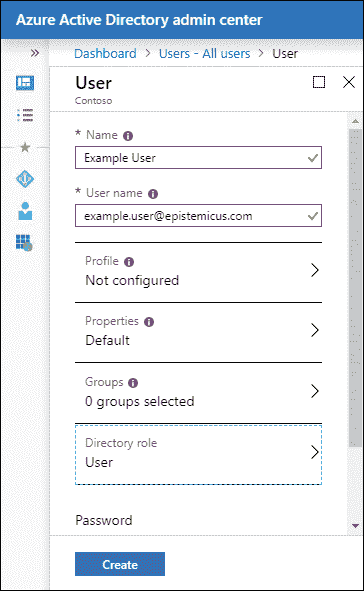 Azure Active Directory admin center
Dashboard > Users - All users > User
User
Contoso
* Name
Example User
* User name
example.user@epistemicus.com
Profile
Not configured
Properties
Default
Groups
0 groups selected
Directory role
User
Password
Create